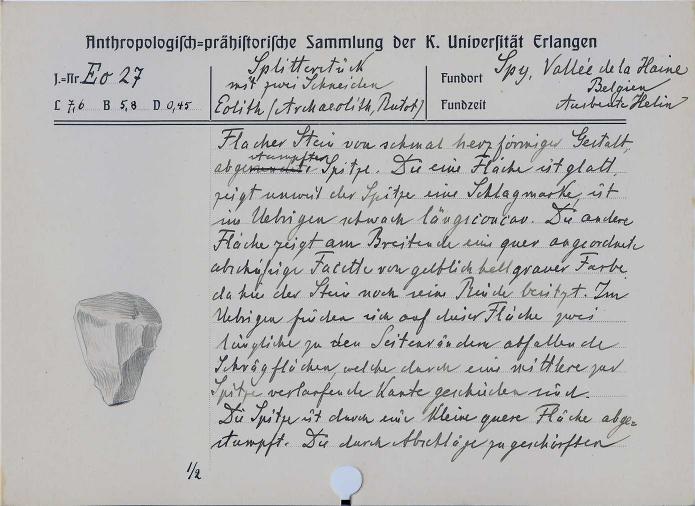 Anthropologisch=prähistorische Sammlung der K. Universität Erlangen
J.=Nr. Eo 27
L 7,6 B 5,8 D 0,45
Splitterstück
mit zwei Schneiden
Eolith (Archaeolith, Rutot)
Fundort Spy, Vallée de la Haine
Belgien
Fundzeit Ausbeute Helin
Flacher Stein von schmal herzförmiger Gestalt,
stumpfter
abge Spitze. Die eine Fläche ist glatt,
zeigt unweit der Spitze eine Schlagmarke, ist
im Uebrigen schwach längsconcav. Die andere
Fläche zeigt am Breitende eine quer angeordnete
abschüssige Facette von gelblich hellgrauer Farbe,
da hie der Stein noch seine Rinde besitzt. Im
Uebrigen finden sich auf dieser Fläche zwei
längliche zu den Seitenrändern abfallende
Schrägflächen, welche durch eine mittlere zur
Spitze verlaufende Kante geschieden sind.
Die Spitze ist durch eine kleine quere Fläche abge=
stumpft. Die durch Abschläge zugeschärften
1/2